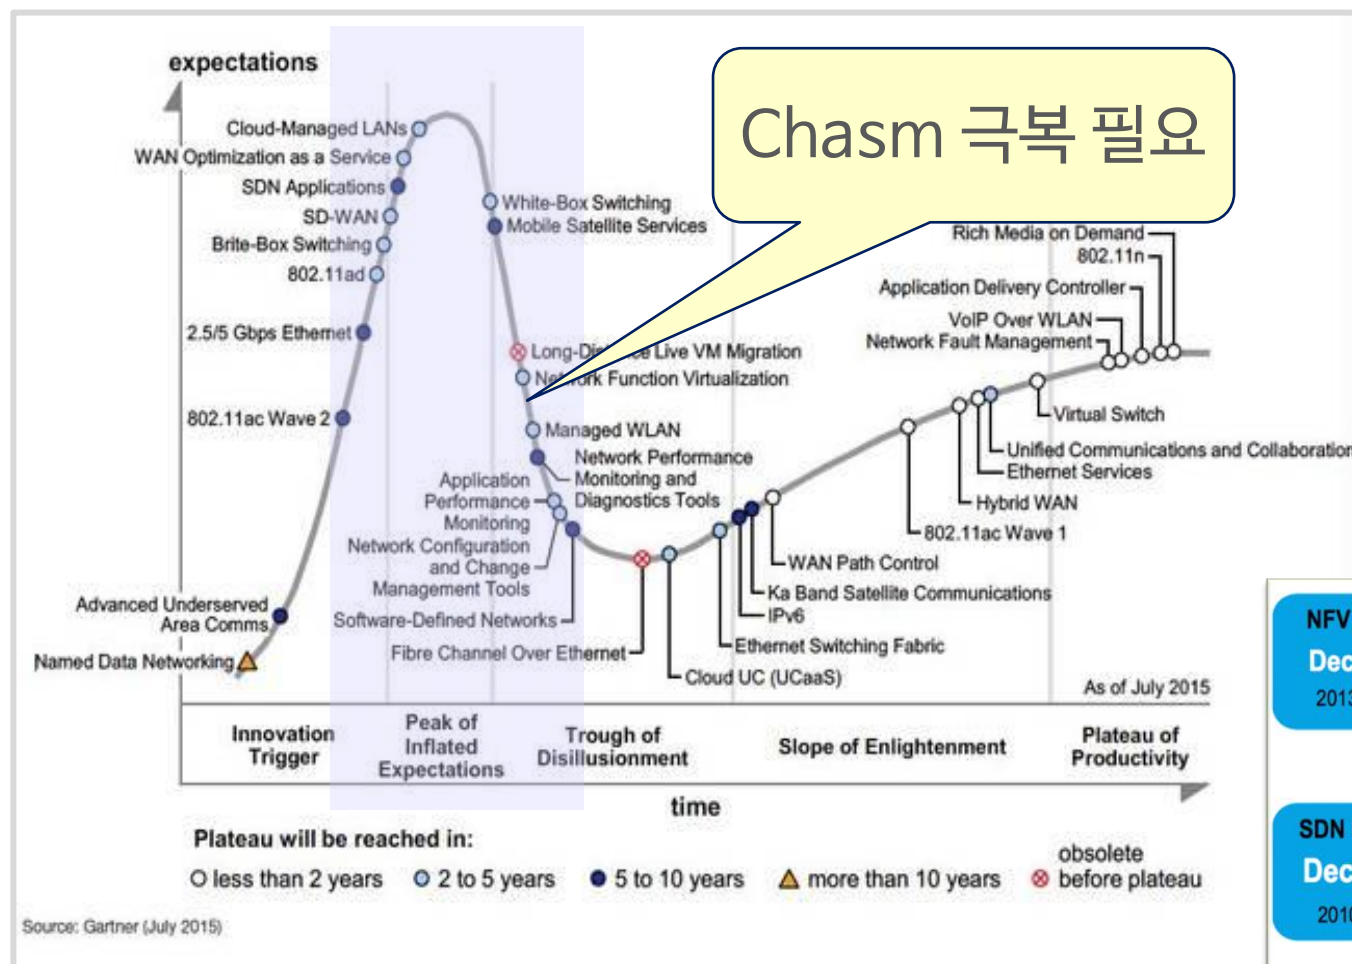 expectations
Chasm 극복 필요
Cloud-Managed LANs
WAN Optimization as a Service
SDN Applications
SD-WAN
Brite-Box Switching
802.11ad
2.5/5 Gbps Ethernet
802.11ac Wave 2
Advanced Underserved
Area Comms
Named Data Networking
White-Box Switching
Mobile Satellite Services
Long-Distance Live VM Migration
Network Function Virtualization
Managed WLAN
Network Performance
Monitoring and
Diagnostics Tools
Application
Performance
Monitoring
Network Configuration
and Change
Management Tools
Software-Defined Networks
Fibre Channel Over Ethernet
Cloud UC (UCaaS)
Ethernet Switching Fabric
IPv6
Ka Band Satellite Communications
WAN Path Control
802.11ac Wave 1
Hybrid WAN
Ethernet Services
Unified Communications and Collaboration
Virtual Switch
Rich Media on Demand
802.11n
Application Delivery Controller
VoIP Over WLAN
Network Fault Management
As of July 2015
Innovation
Trigger
Peak of
Inflated
Expectations
Trough of
Disillusionment
Slope of Enlightenment
Plateau of
Productivity
time
Plateau will be reached in:
less than 2 years
2 to 5 years
5 to 10 years
more than 10 years
obsolete
before plateau
Source: Gartner (July 2015)
NFV
Dec
2013
SDN
Dec
2010